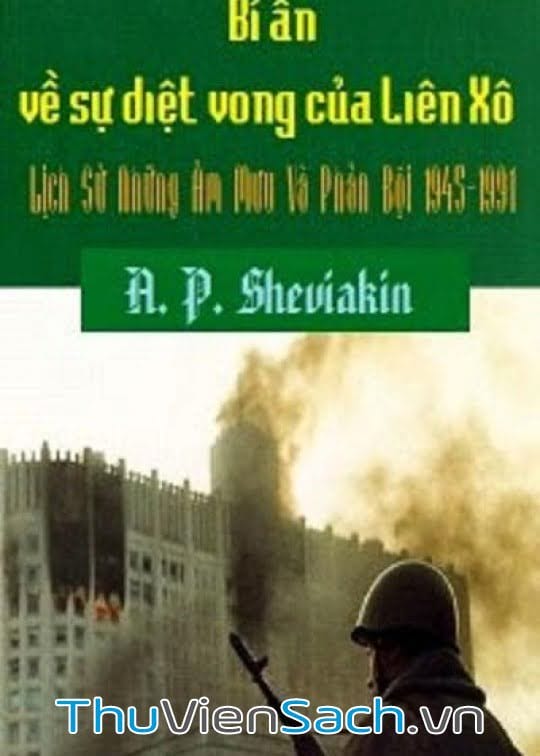 Bí ẩn
về sự diệt vong của Liên Xô
Lịch Sử Những Âm Mưu Và Phản Bội 1945-1991
A. P. Sheviakin
ThuVienSach.vn